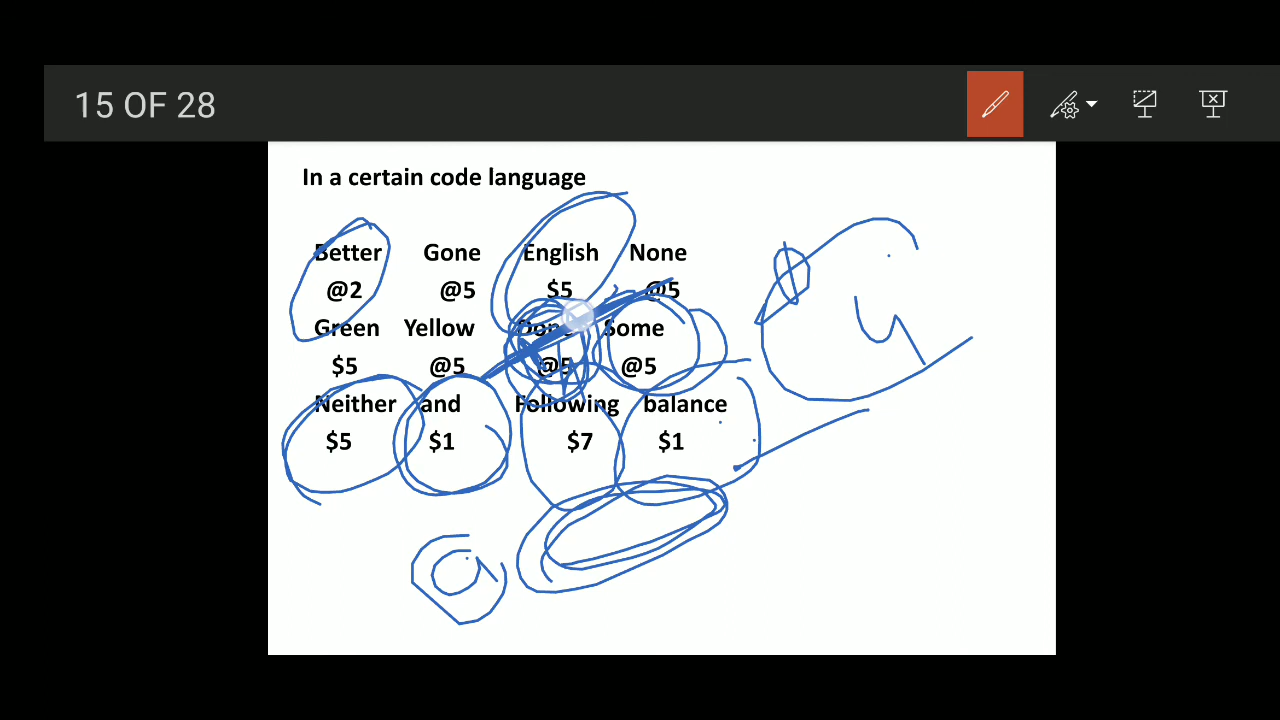 15 OF 28
In a certain code language
Better Gone English None
@2 @5 $5 @5
Green Yellow Some
$5 @5 @5 @5
Neither and Following balance
$5 $1 $7 $1
a